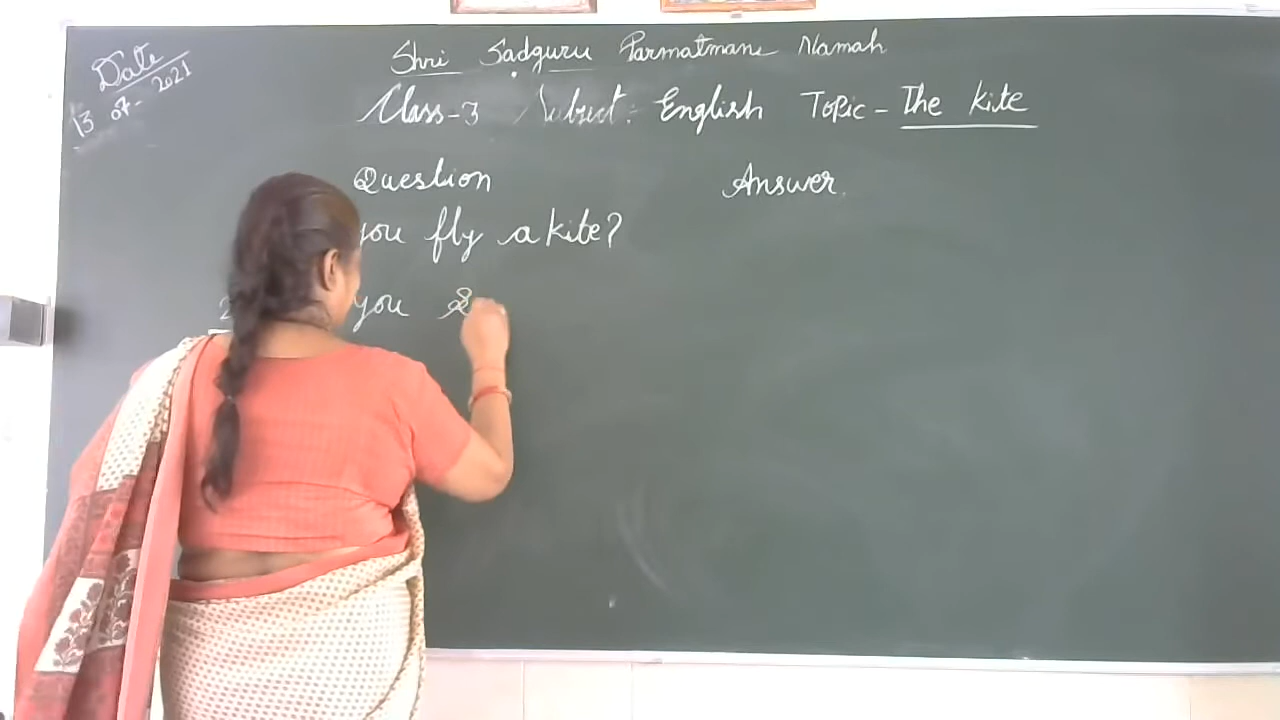 Date
13 07- 2021
Shri Sadguru Parmatmane Namah
Class-3 Subject: English Topic - The kite
Question Answer
you fly a kite?
2 you